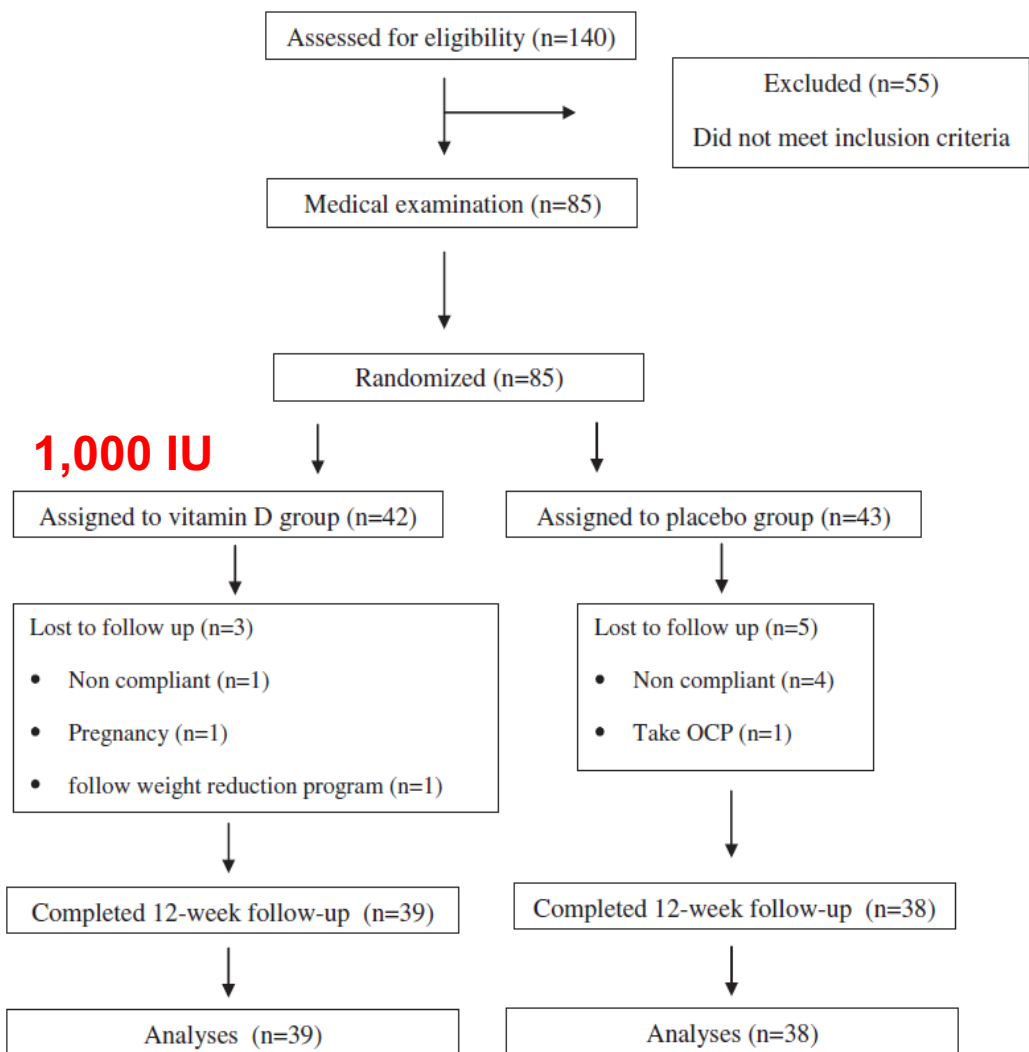 Assessed for eligibility (n=140)
Excluded (n=55)
Did not meet inclusion criteria
Medical examination (n=85)
Randomized (n=85)
1,000 IU
Assigned to vitamin D group (n=42)
Assigned to placebo group (n=43)
Lost to follow up (n=3)
• Non compliant (n=1)
• Pregnancy (n=1)
• follow weight reduction program (n=1)
Lost to follow up (n=5)
• Non compliant (n=4)
• Take OCP (n=1)
Completed 12-week follow-up (n=39)
Completed 12-week follow-up (n=38)
Analyses (n=39)
Analyses (n=38)